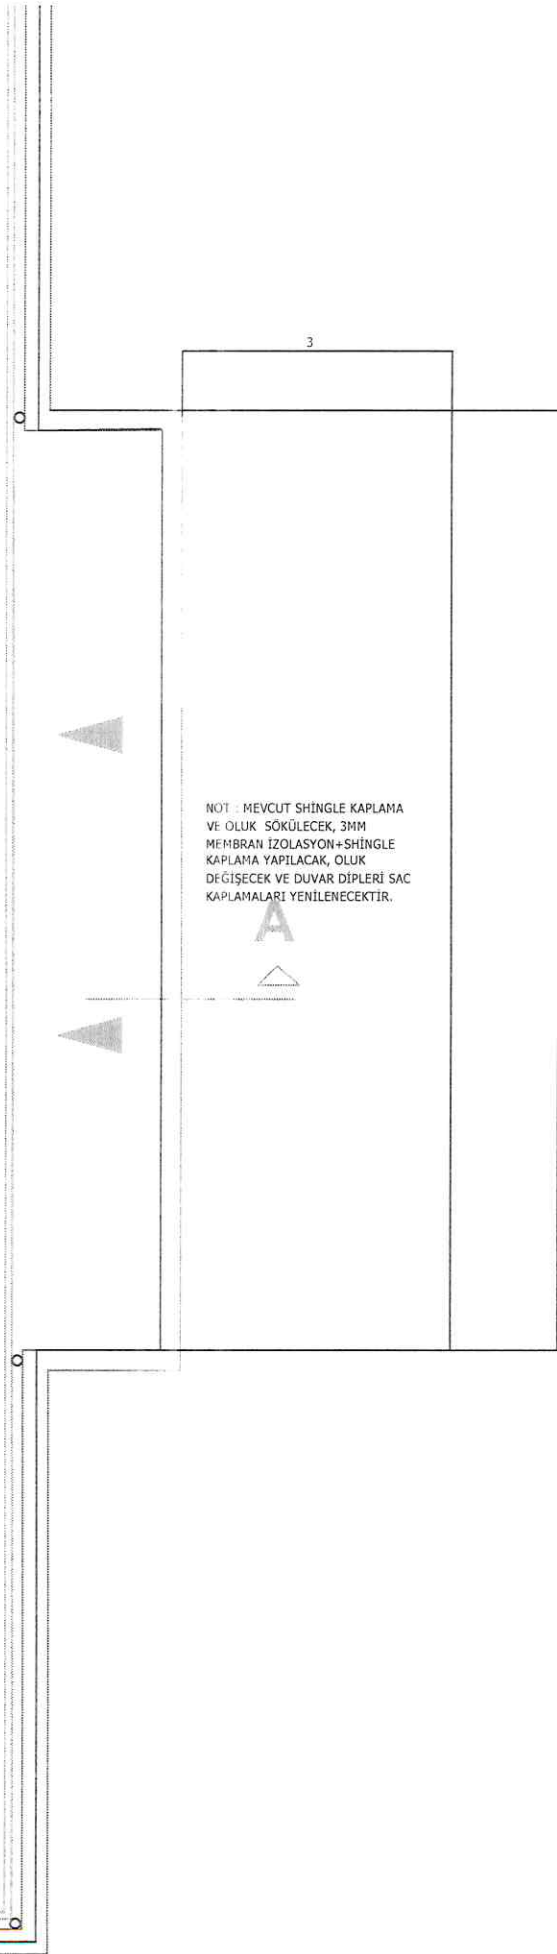 3
NOT : MEVCUT SHİNGLE KAPLAMA
VE OLUK SÖKÜLECEK, 3MM
MEMBRAN İZOLASYON+SHİNGLE
KAPLAMA YAPILACAK, OLUK
DEĞİŞECEK VE DUVAR DİPLERİ SAC
KAPLAMALARI YENİLENECEKTİR.
A